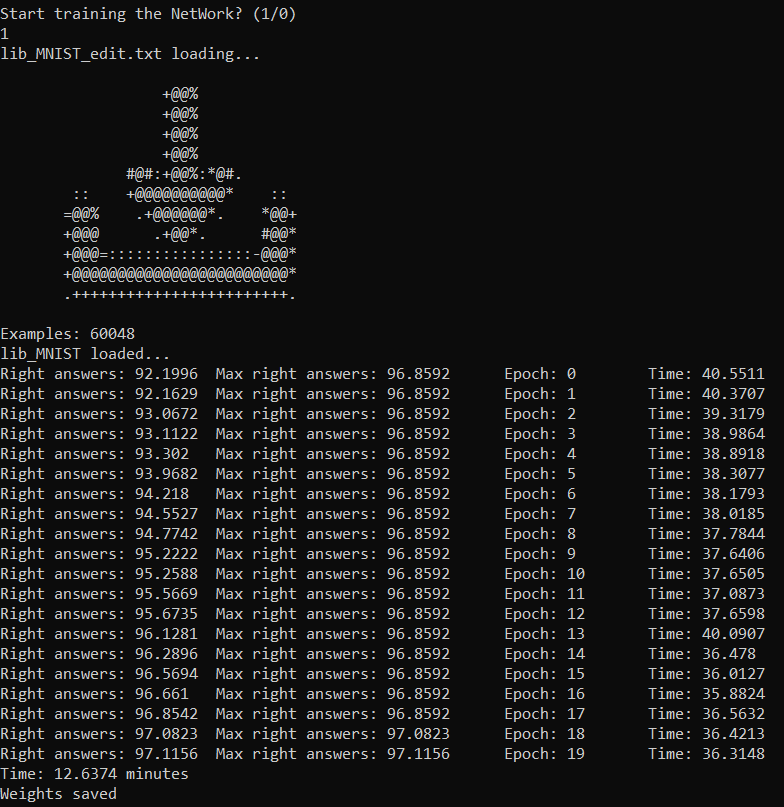 Start training the NetWork? (1/0)
1
lib_MNIST_edit.txt loading...
                  +@@%
                  +@@%
                  +@@%
                  +@@%
              #@#:+@@%:*@#.
        ::    +@@@@@@@@@@*    ::
       =@@%    .+@@@@@@*.    *@@+
       +@@@      .+@@*.      #@@*
       +@@@=::::::::::::::::-@@@*
       +@@@@@@@@@@@@@@@@@@@@@@@@*
       .++++++++++++++++++++++++.
Examples: 60048
lib_MNIST loaded...
Right answers: 92.1996  Max right answers: 96.8592      Epoch: 0        Time: 40.5511
Right answers: 92.1629  Max right answers: 96.8592      Epoch: 1        Time: 40.3707
Right answers: 93.0672  Max right answers: 96.8592      Epoch: 2        Time: 39.3179
Right answers: 93.1122  Max right answers: 96.8592      Epoch: 3        Time: 38.9864
Right answers: 93.302   Max right answers: 96.8592      Epoch: 4        Time: 38.8918
Right answers: 93.9682  Max right answers: 96.8592      Epoch: 5        Time: 38.3077
Right answers: 94.218   Max right answers: 96.8592      Epoch: 6        Time: 38.1793
Right answers: 94.5527  Max right answers: 96.8592      Epoch: 7        Time: 38.0185
Right answers: 94.7742  Max right answers: 96.8592      Epoch: 8        Time: 37.7844
Right answers: 95.2222  Max right answers: 96.8592      Epoch: 9        Time: 37.6406
Right answers: 95.2588  Max right answers: 96.8592      Epoch: 10       Time: 37.6505
Right answers: 95.5669  Max right answers: 96.8592      Epoch: 11       Time: 37.0873
Right answers: 95.6735  Max right answers: 96.8592      Epoch: 12       Time: 37.6598
Right answers: 96.1281  Max right answers: 96.8592      Epoch: 13       Time: 40.0907
Right answers: 96.2896  Max right answers: 96.8592      Epoch: 14       Time: 36.478
Right answers: 96.5694  Max right answers: 96.8592      Epoch: 15       Time: 36.0127
Right answers: 96.661   Max right answers: 96.8592      Epoch: 16       Time: 35.8824
Right answers: 96.8542  Max right answers: 96.8592      Epoch: 17       Time: 36.5632
Right answers: 97.0823  Max right answers: 97.0823      Epoch: 18       Time: 36.4213
Right answers: 97.1156  Max right answers: 97.1156      Epoch: 19       Time: 36.3148
Time: 12.6374 minutes
Weights saved